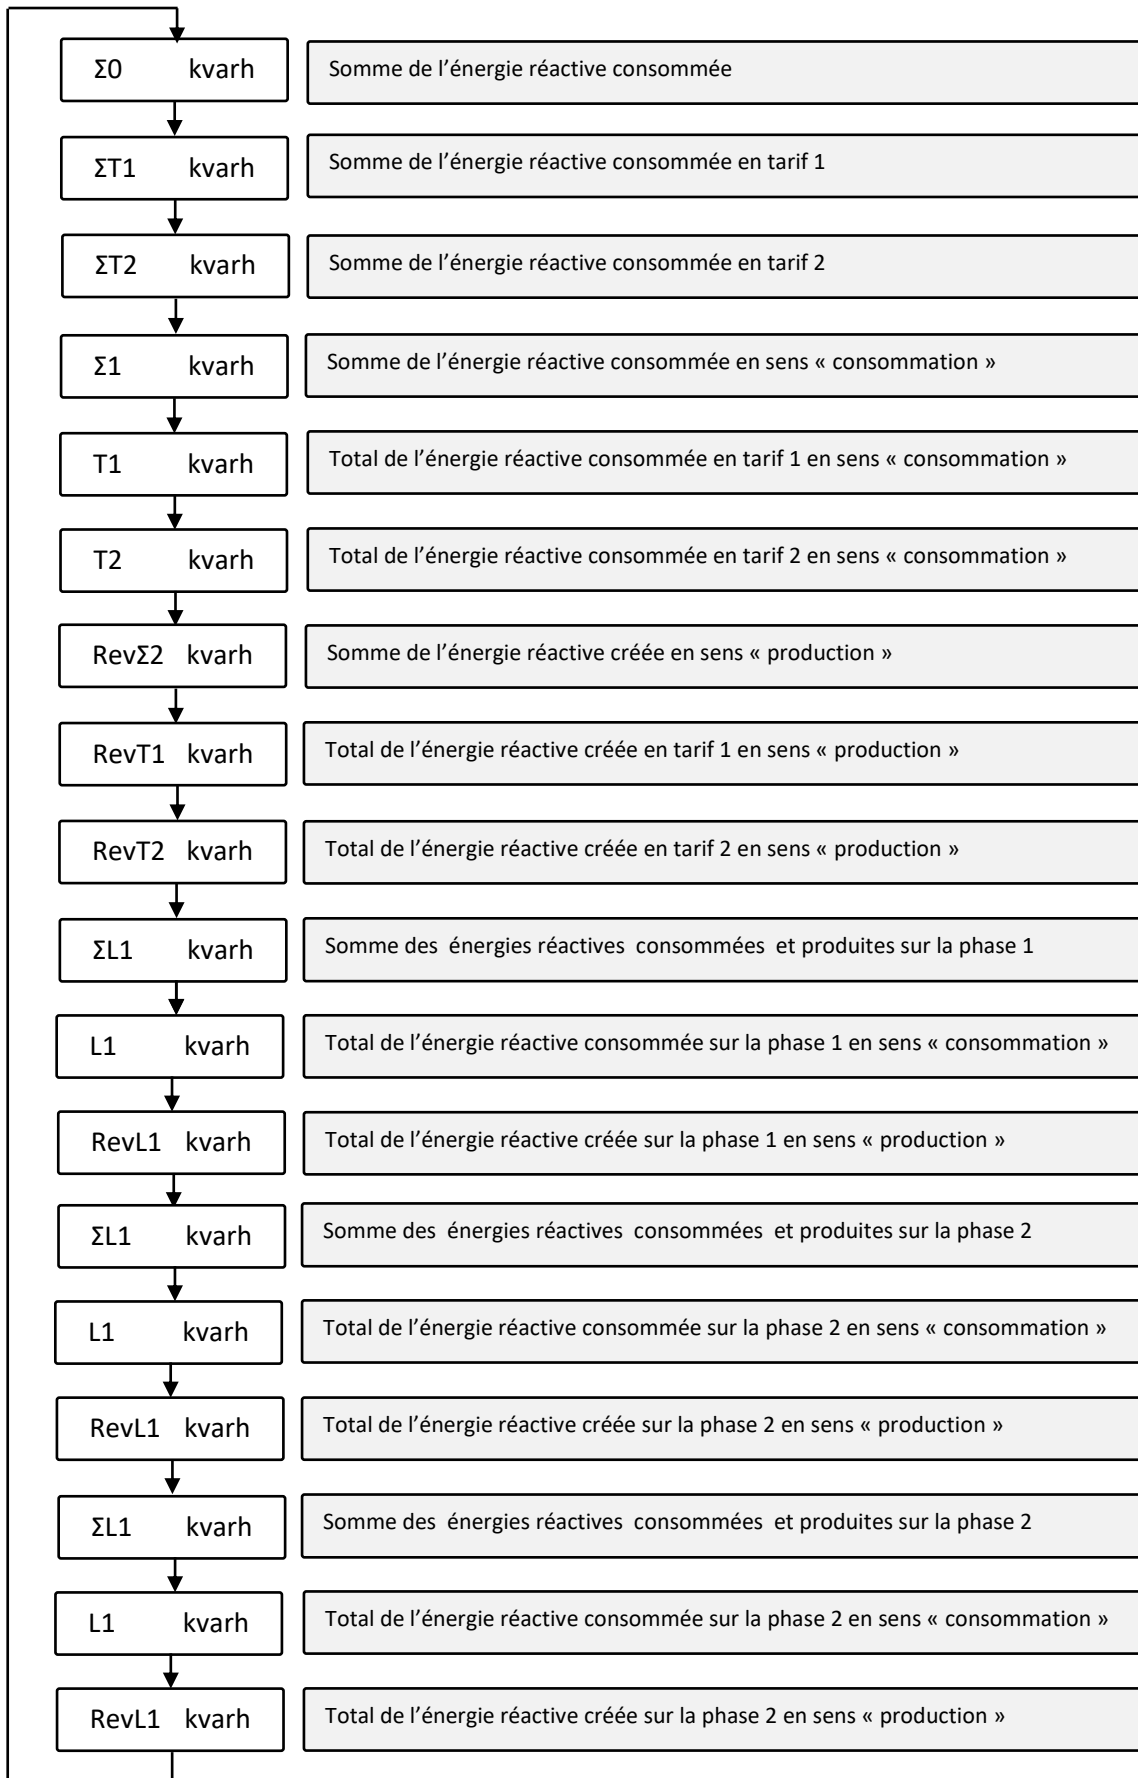 Σ0 kvarh Somme de l’énergie réactive consommée
ΣT1 kvarh Somme de l’énergie réactive consommée en tarif 1
ΣT2 kvarh Somme de l’énergie réactive consommée en tarif 2
Σ1 kvarh Somme de l’énergie réactive consommée en sens « consommation »
T1 kvarh Total de l’énergie réactive consommée en tarif 1 en sens « consommation »
T2 kvarh Total de l’énergie réactive consommée en tarif 2 en sens « consommation »
RevΣ2 kvarh Somme de l’énergie réactive créée en sens « production »
RevT1 kvarh Total de l’énergie réactive créée en tarif 1 en sens « production »
RevT2 kvarh Total de l’énergie réactive créée en tarif 2 en sens « production »
ΣL1 kvarh Somme des énergies réactives consommées et produites sur la phase 1
L1 kvarh Total de l’énergie réactive consommée sur la phase 1 en sens « consommation »
RevL1 kvarh Total de l’énergie réactive créée sur la phase 1 en sens « production »
ΣL1 kvarh Somme des énergies réactives consommées et produites sur la phase 2
L1 kvarh Total de l’énergie réactive consommée sur la phase 2 en sens « consommation »
RevL1 kvarh Total de l’énergie réactive créée sur la phase 2 en sens « production »
ΣL1 kvarh Somme des énergies réactives consommées et produites sur la phase 2
L1 kvarh Total de l’énergie réactive consommée sur la phase 2 en sens « consommation »
RevL1 kvarh Total de l’énergie réactive créée sur la phase 2 en sens « production »